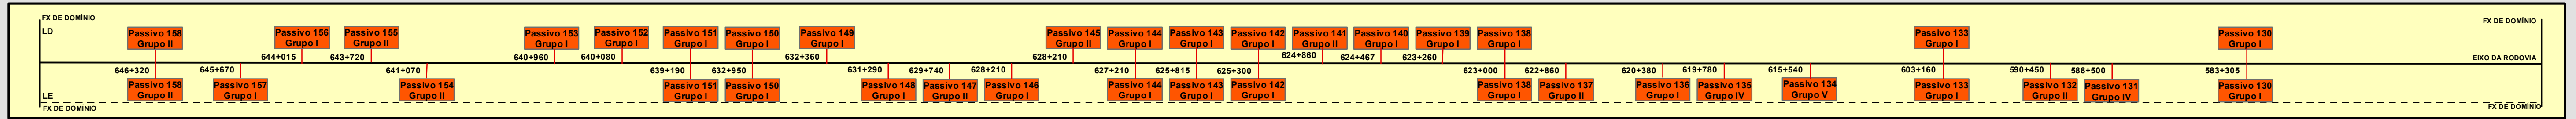 FX DE DOMÍNIO
FX DE DOMÍNIO
LD
Passivo 158
Grupo II
Passivo 156
Grupo I
Passivo 155
Grupo II
Passivo 153
Grupo I
Passivo 152
Grupo I
Passivo 151
Grupo I
Passivo 150
Grupo I
Passivo 149
Grupo I
Passivo 145
Grupo II
Passivo 144
Grupo I
Passivo 143
Grupo I
Passivo 142
Grupo I
Passivo 141
Grupo II
Passivo 140
Grupo I
Passivo 139
Grupo I
Passivo 138
Grupo I
Passivo 133
Grupo I
Passivo 130
Grupo I
644+015
643+720
640+960
640+080
632+360
628+210
624+860
624+467
623+260
EIXO DA RODOVIA
646+320
645+670
641+070
639+190
632+950
631+290
629+740
628+210
627+210
625+815
625+300
623+000
622+860
620+380
619+780
615+540
603+160
590+450
588+500
583+305
LE
Passivo 158
Grupo II
Passivo 157
Grupo I
Passivo 154
Grupo II
Passivo 151
Grupo I
Passivo 150
Grupo I
Passivo 148
Grupo I
Passivo 147
Grupo II
Passivo 146
Grupo I
Passivo 144
Grupo I
Passivo 143
Grupo I
Passivo 142
Grupo I
Passivo 138
Grupo I
Passivo 137
Grupo II
Passivo 136
Grupo I
Passivo 135
Grupo IV
Passivo 134
Grupo V
Passivo 133
Grupo I
Passivo 132
Grupo II
Passivo 131
Grupo IV
Passivo 130
Grupo I
FX DE DOMÍNIO
FX DE DOMÍNIO